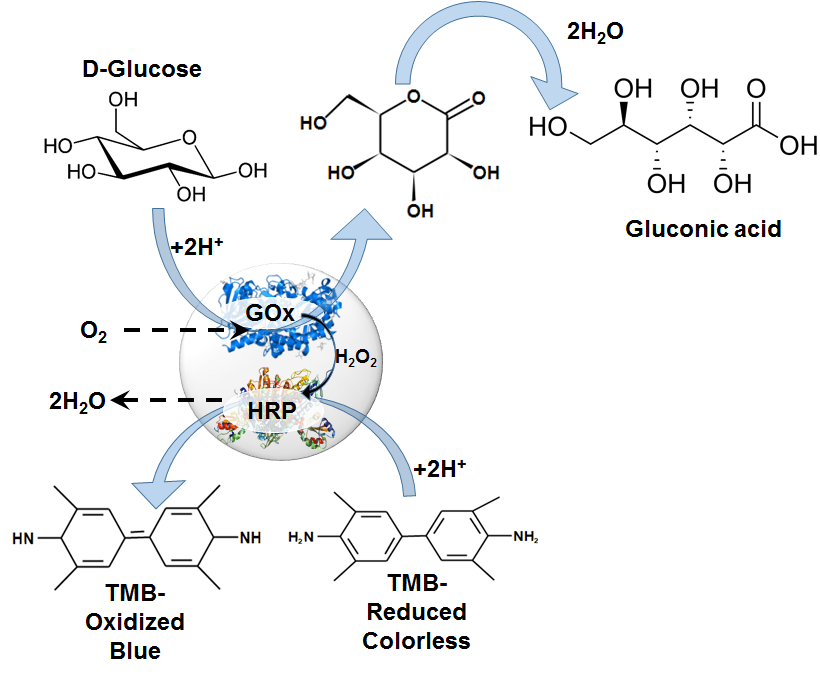 2H₂O
D-Glucose
OH
O
HO
HO
OH
OH
O
O
HO
HO
OH
OH
OH
OH
O
HO
OH
OH
OH
Gluconic acid
+2H⁺
GOx
O₂
H₂O₂
2H₂O
HRP
+2H⁺
HN
NH
H₂N
NH₂
TMB-
Oxidized
Blue
TMB-
Reduced
Colorless